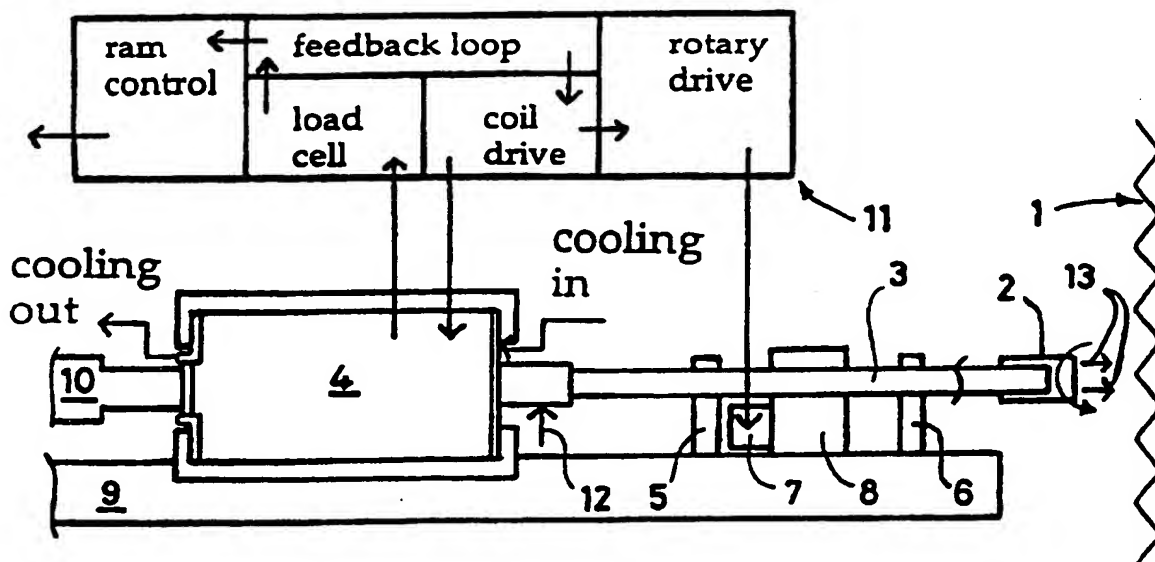 ram
control
feedback loop
rotary
drive
load
cell
coil
drive
11
1
cooling
out
cooling
in
3
2
13
10
4
9
12
5
7
8
6